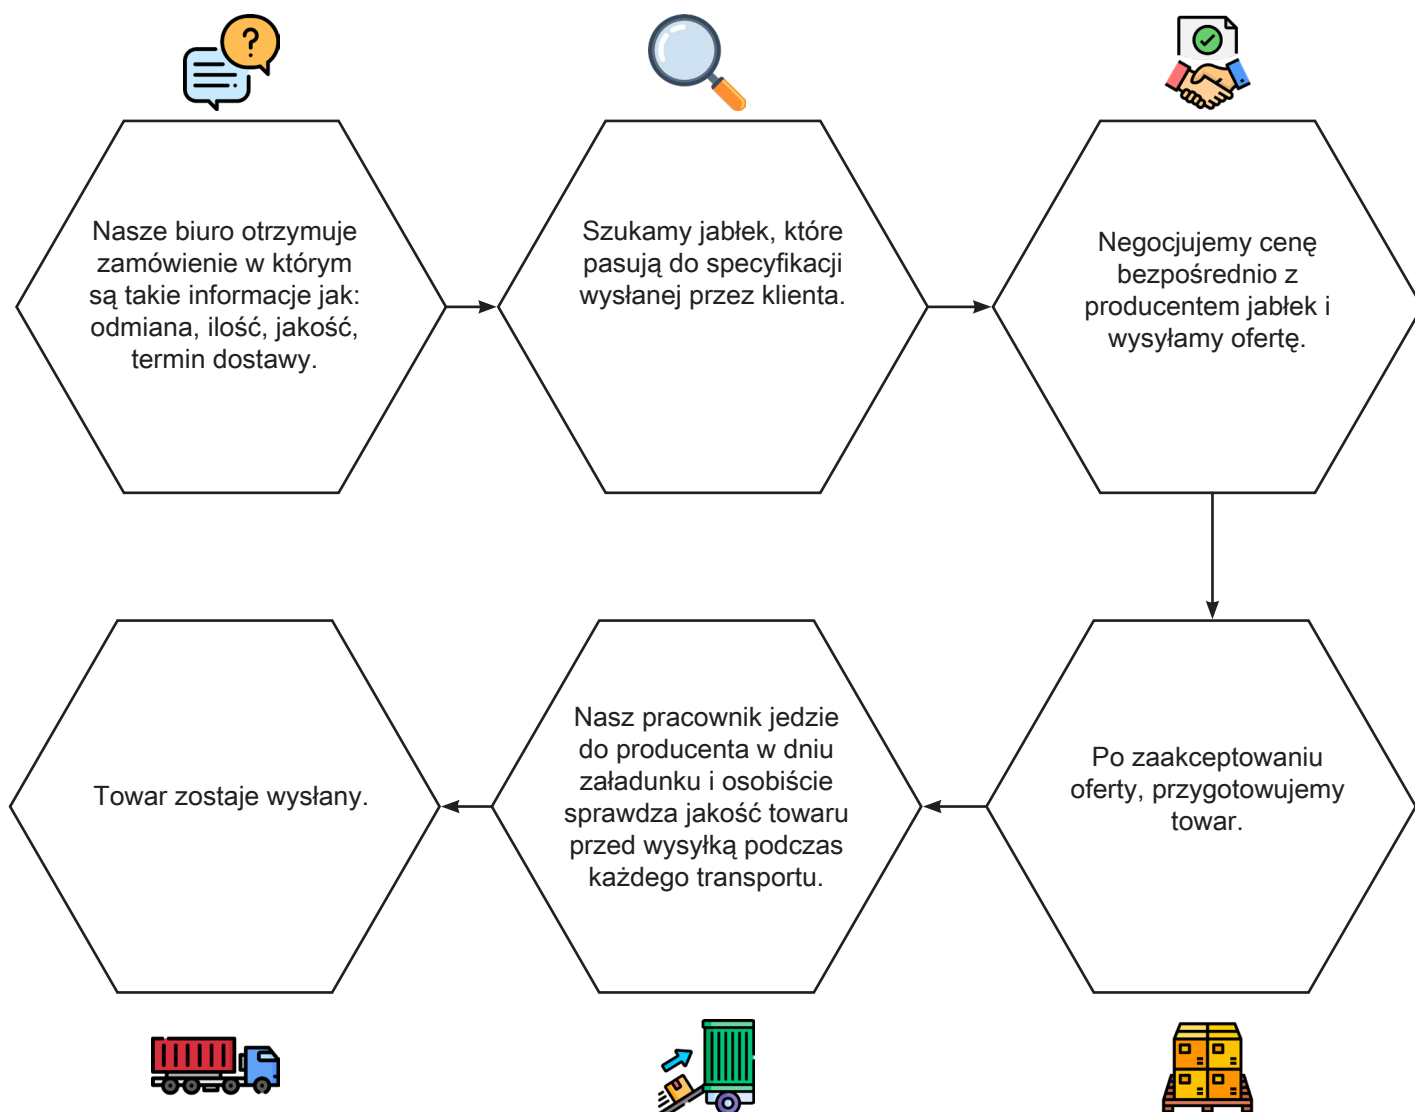 Nasze biuro otrzymuje
zamówienie w którym
są takie informacje jak:
odmiana, ilość, jakość,
termin dostawy.
Szukamy jabłek, które
pasują do specyfikacji
wysłanej przez klienta.
Negocjujemy cenę
bezpośrednio z
producentem jabłek i
wysyłamy ofertę.
Po zaakceptowaniu
oferty, przygotowujemy
towar.
Nasz pracownik jedzie
do producenta w dniu
załadunku i osobiście
sprawdza jakość towaru
przed wysyłką podczas
każdego transportu.
Towar zostaje wysłany.